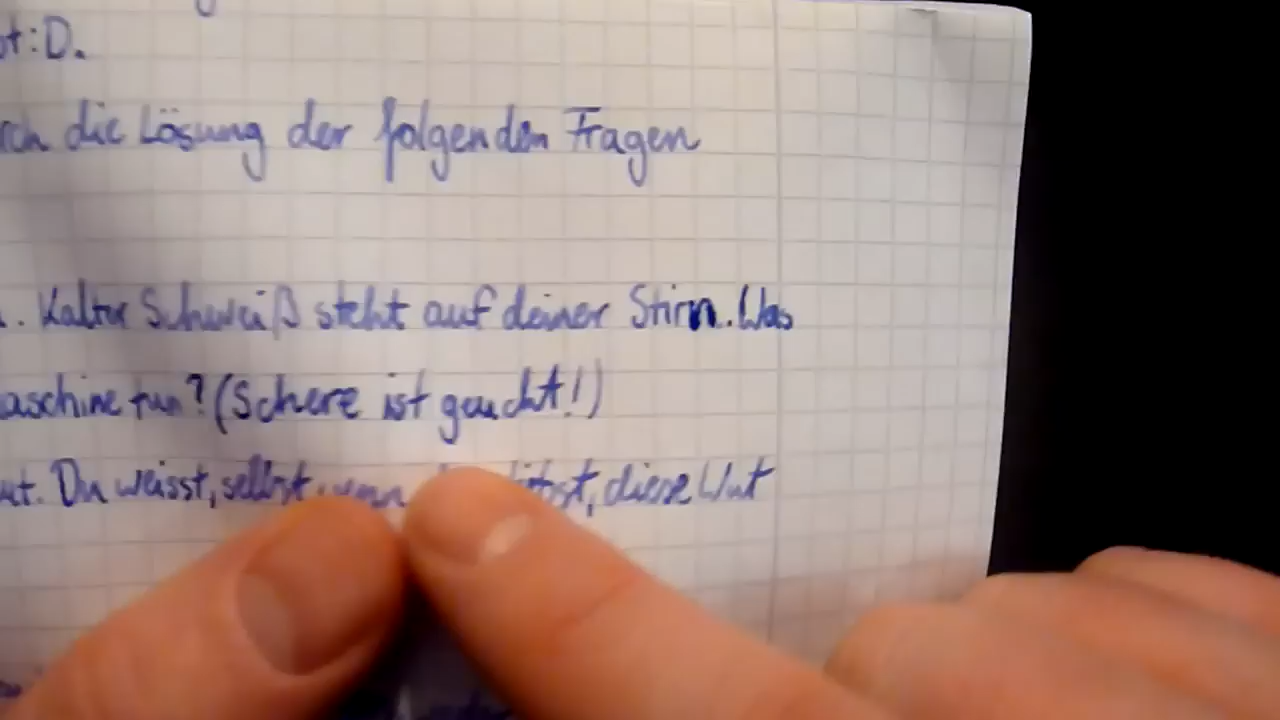 t:D.
ch die Lösung der folgenden Fragen
. Kalter Schweiß steht auf deiner Stirn. Was
aschine tun? (Schere ist geucht!)
ut. Du weisst, selbst wenn diese Wut